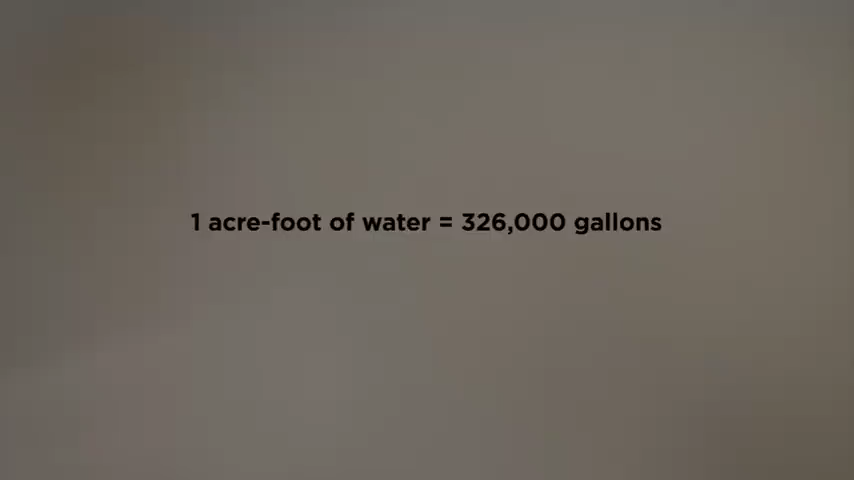 1 acre-foot of water = 326,000 gallons